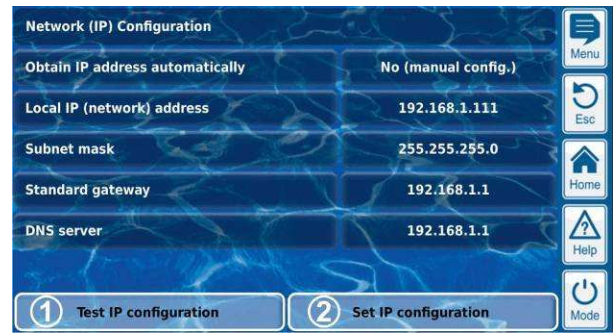 Network (IP) Configuration
Obtain IP address automatically No (manual config.)
Local IP (network) address 192.168.1.111
Subnet mask 255.255.255.0
Standard gateway 192.168.1.1
DNS server 192.168.1.1
1 Test IP configuration 2 Set IP configuration
Menu
Esc
Home
? Help
Mode